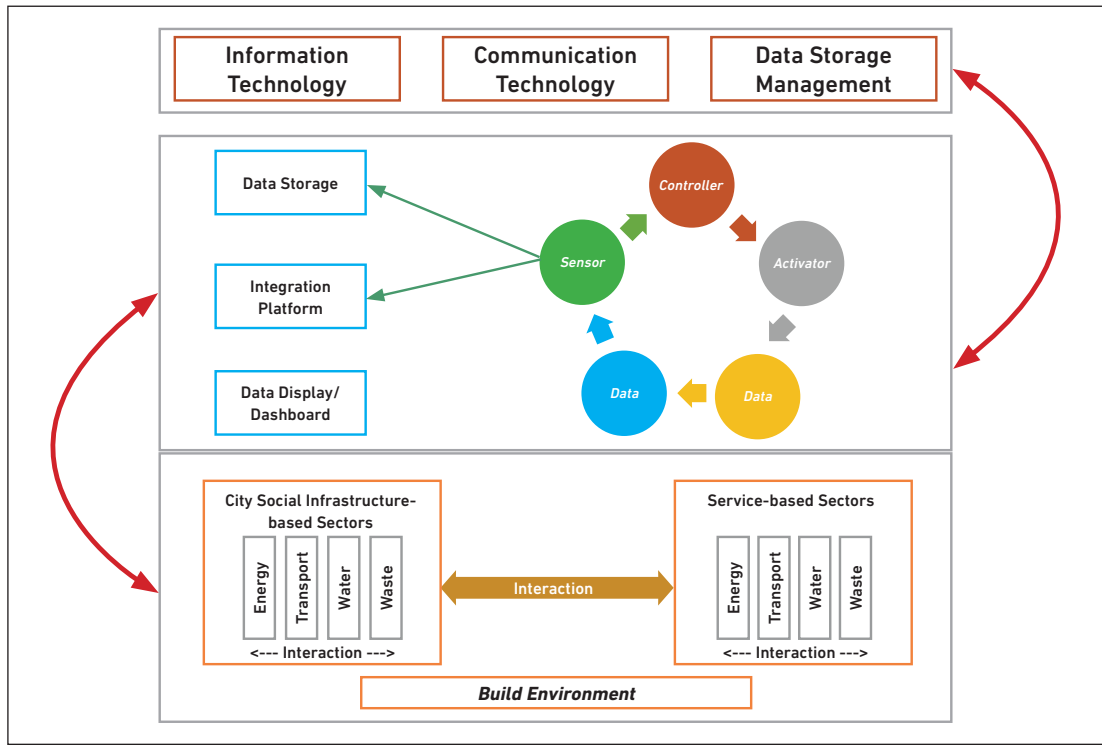 Information
Technology
Communication
Technology
Data Storage
Management
Data Storage
Integration
Platform
Data Display/
Dashboard
Controller
Sensor
Activator
Data
Data
City Social Infrastructure-
based Sectors
Energy
Transport
Water
Waste
<--- Interaction --->
Interaction
Service-based Sectors
Energy
Transport
Water
Waste
<--- Interaction --->
Build Environment